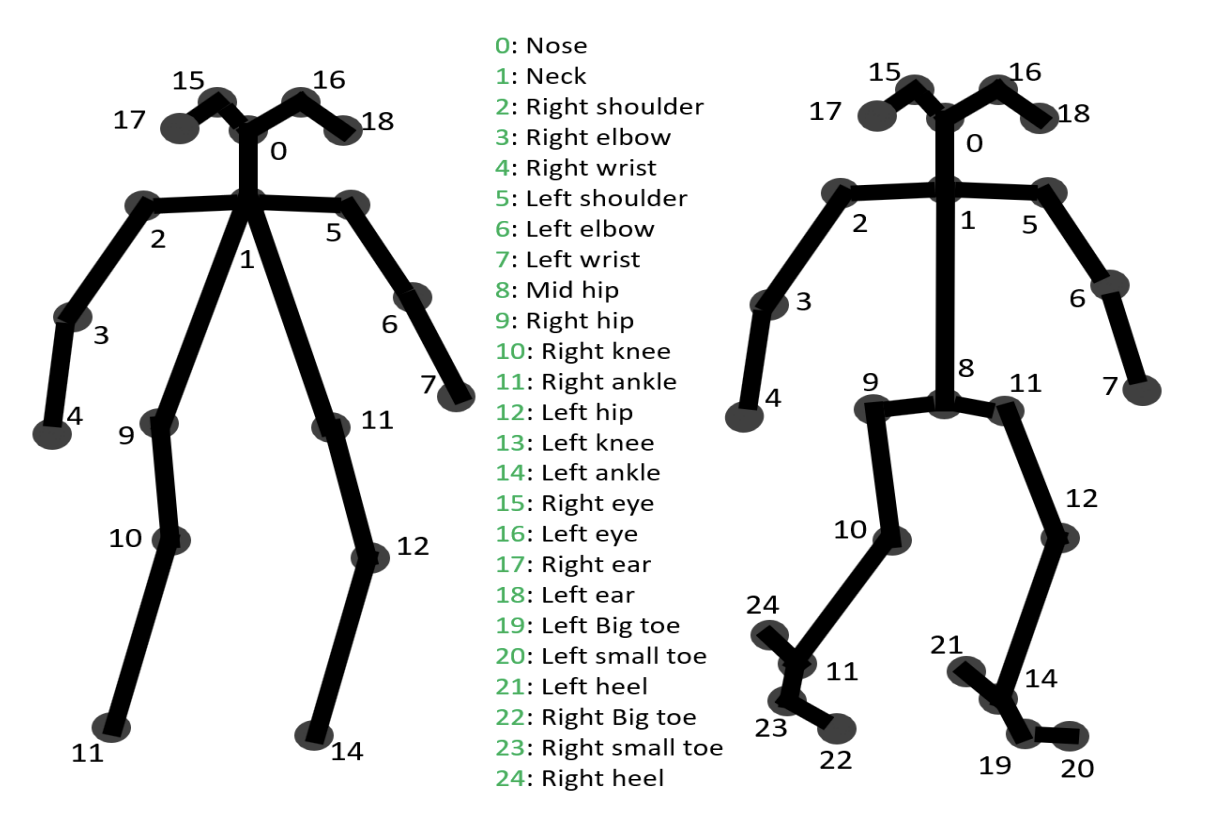 15
16
17
18
0
2
1
5
3
6
4
7
9
11
10
12
11
14
0: Nose
1: Neck
2: Right shoulder
3: Right elbow
4: Right wrist
5: Left shoulder
6: Left elbow
7: Left wrist
8: Mid hip
9: Right hip
10: Right knee
11: Right ankle
12: Left hip
13: Left knee
14: Left ankle
15: Right eye
16: Left eye
17: Right ear
18: Left ear
19: Left Big toe
20: Left small toe
21: Left heel
22: Right Big toe
23: Right small toe
24: Right heel
15
16
17
18
0
2
1
5
3
6
4
7
8
9
11
10
12
24
21
11
14
23
22
19
20